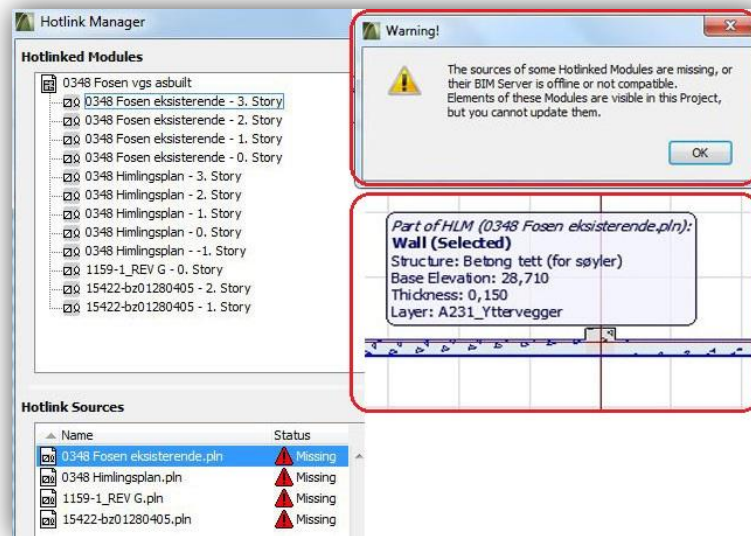 Hotlink Manager
Hotlinked Modules
0348 Fosen vgs asbuilt
0348 Fosen eksisterende - 3. Story
0348 Fosen eksisterende - 2. Story
0348 Fosen eksisterende - 1. Story
0348 Fosen eksisterende - 0. Story
0348 Himlingsplan - 3. Story
0348 Himlingsplan - 2. Story
0348 Himlingsplan - 1. Story
0348 Himlingsplan - 0. Story
0348 Himlingsplan - -1. Story
1159-1_REV G - 0. Story
15422-bz01280405 - 2. Story
15422-bz01280405 - 1. Story
Hotlink Sources
Name Status
0348 Fosen eksisterende.pln Missing
0348 Himlingsplan.pln Missing
1159-1_REV G.pln Missing
15422-bz01280405.pln Missing
Warning!
The sources of some Hotlinked Modules are missing, or
their BIM Server is offline or not compatible.
Elements of these Modules are visible in this Project,
but you cannot update them.
OK
Part of HLM (0348 Fosen eksisterende.pln):
Wall (Selected)
Structure: Betong tett (for søyler)
Base Elevation: 28,710
Thickness: 0,150
Layer: A231_Yttervegger